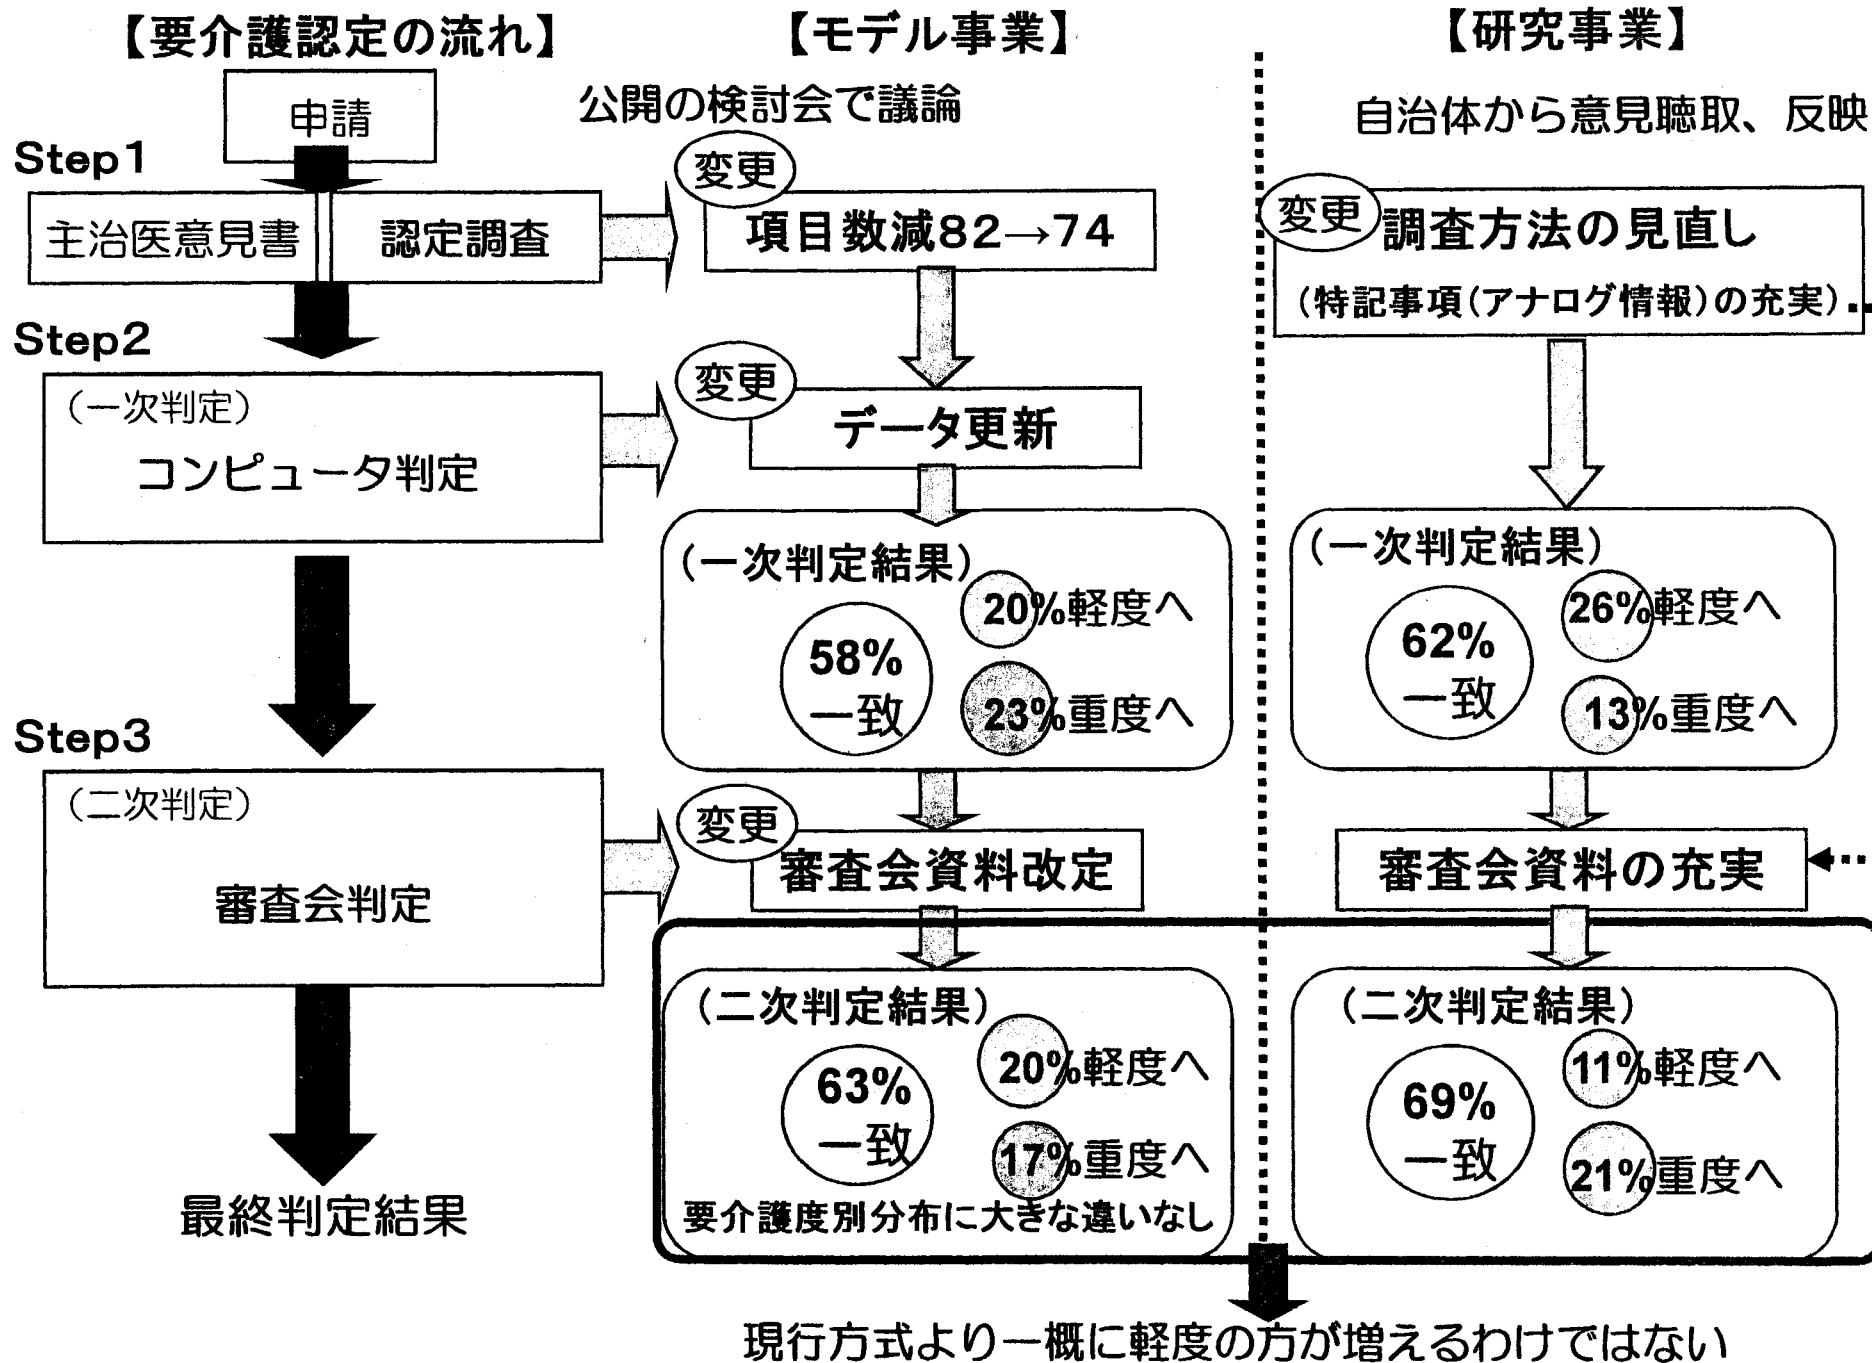 【要介護認定の流れ】
申請
Step1
主治医意見書
認定調査
Step2
(一次判定)
コンピュータ判定
Step3
(二次判定)
審査会判定
最終判定結果
【モデル事業】
公開の検討会で議論
変更
項目数減82→74
変更
データ更新
(一次判定結果)
58%
一致
20%軽度へ
23%重度へ
変更
審査会資料改定
(二次判定結果)
63%
一致
20%軽度へ
17%重度へ
要介護度別分布に大きな違いなし
【研究事業】
自治体から意見聴取、反映
変更
調査方法の見直し
(特記事項(アナログ情報)の充実)
(一次判定結果)
62%
一致
26%軽度へ
13%重度へ
審査会資料の充実
(二次判定結果)
69%
一致
11%軽度へ
21%重度へ
現行方式より一概に軽度の方が増えるわけではない